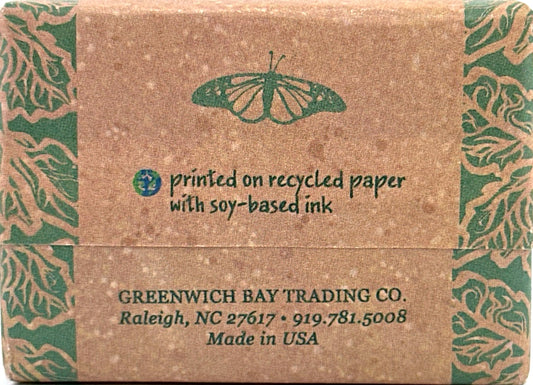 printed on recycled paper
with soy-based ink
GREENWICH BAY TRADING CO.
Raleigh, NC 27617 • 919.781.5008
Made in USA